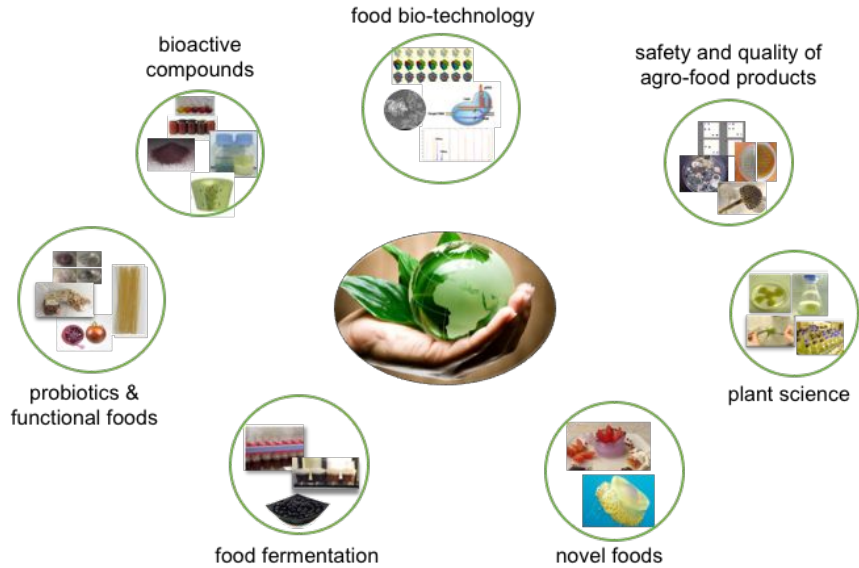 food bio-technology
bioactive
compounds
safety and quality of
agro-food products
probiotics &
functional foods
plant science
food fermentation
novel foods